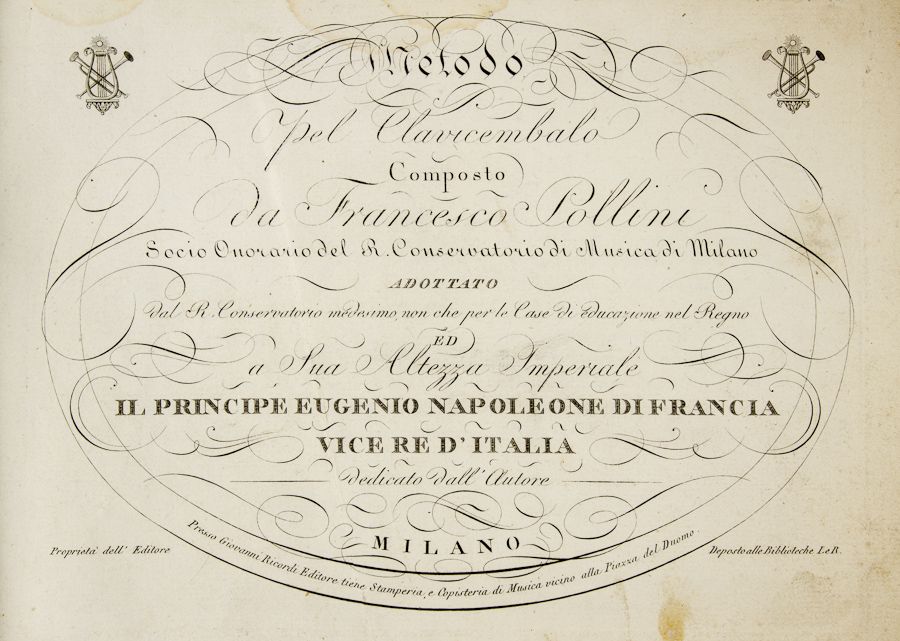 Metodo
pel Clavicembalo
Composto
da Francesco Pollini
Socio Onorario del R. Conservatorio di Musica di Milano
ADOTTATO
dal R. Conservatorio medesimo, non che per le Case di educazione nel Regno
ED
a Sua Altezza Imperiale
IL PRINCIPE EUGENIO NAPOLEONE DI FRANCIA
VICE RE D'ITALIA
dedicato dall' Autore
MILANO
Proprietà dell' Editore
Presso Giovanni Ricordi Editore tiene Stamperia, e Copisteria di Musica vicino alla Piazza del Duomo.
Deposto alle Biblioteche I. e R.